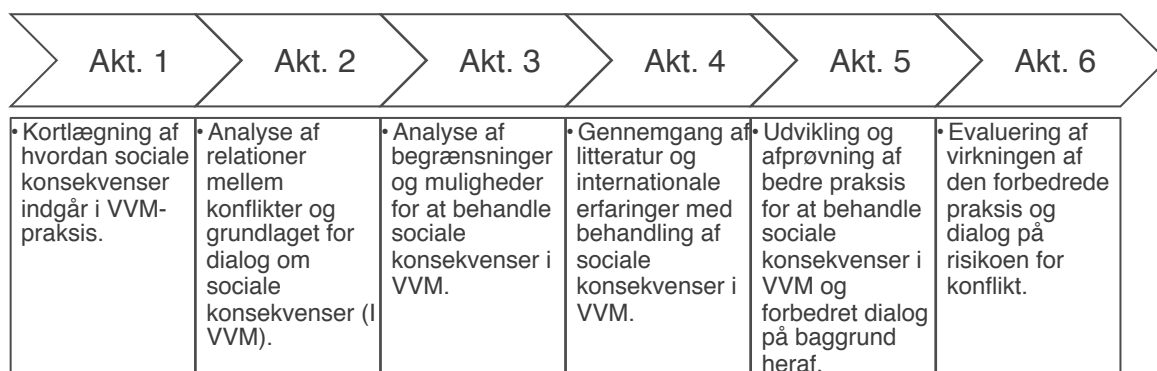 Akt. 1
Akt. 2
Akt. 3
Akt. 4
Akt. 5
Akt. 6
• Kortlægning af
hvordan sociale
konsekvenser
indgår i VVM-
praksis.
• Analyse af
relationer
mellem
konflikter og
grundlaget for
dialog om
sociale
konsekvenser (I
VVM).
• Analyse af
begrænsninger
og muligheder
for at behandle
sociale
konsekvenser i
VVM.
• Gennemgang af
litteratur og
internationale
erfaringer med
behandling af
sociale
konsekvenser i
VVM.
• Udvikling og
afprøvning af
bedre praksis
for at behandle
sociale
konsekvenser i
VVM og
forbedret dialog
på baggrund
heraf.
• Evaluering af
virkningen af
den forbedrede
praksis og
dialog på
risikoen for
konflikt.